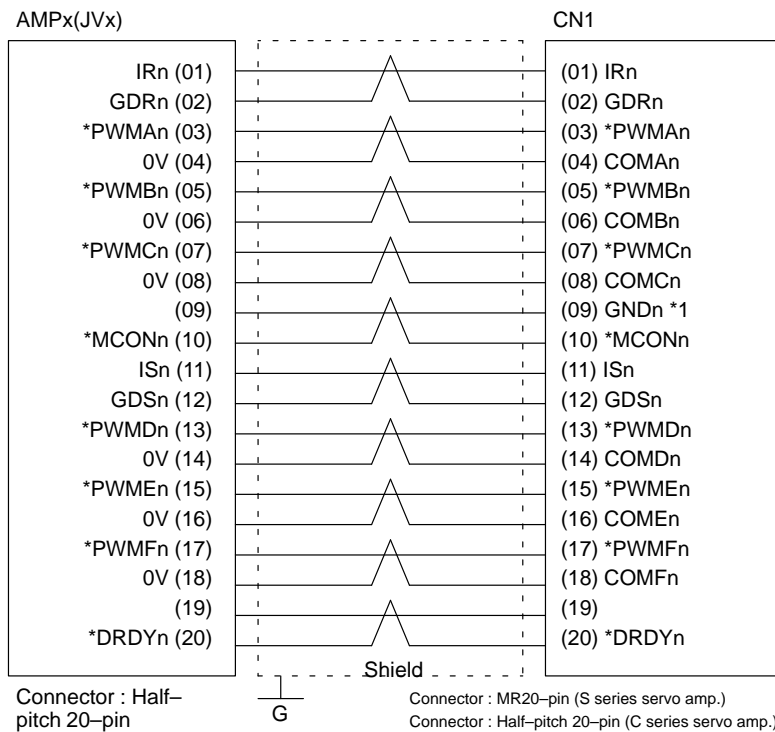 AMPx(JVx) CN1
IRn (01) (01) IRn
GDRn (02) (02) GDRn
*PWMAn (03) (03) *PWMAn
0V (04) (04) COMAn
*PWMBn (05) (05) *PWMBn
0V (06) (06) COMBn
*PWMCn (07) (07) *PWMCn
0V (08) (08) COMCn
(09) (09) GNDn *1
*MCONn (10) (10) *MCONn
ISn (11) (11) ISn
GDSn (12) (12) GDSn
*PWMDn (13) (13) *PWMDn
0V (14) (14) COMDn
*PWMEn (15) (15) *PWMEn
0V (16) (16) COMEn
*PWMFn (17) (17) *PWMFn
0V (18) (18) COMFn
(19) (19)
*DRDYn (20) (20) *DRDYn
Shield
G
Connector : Half–
pitch 20–pin
Connector : MR20–pin (S series servo amp.)
Connector : Half–pitch 20–pin (C series servo amp.)